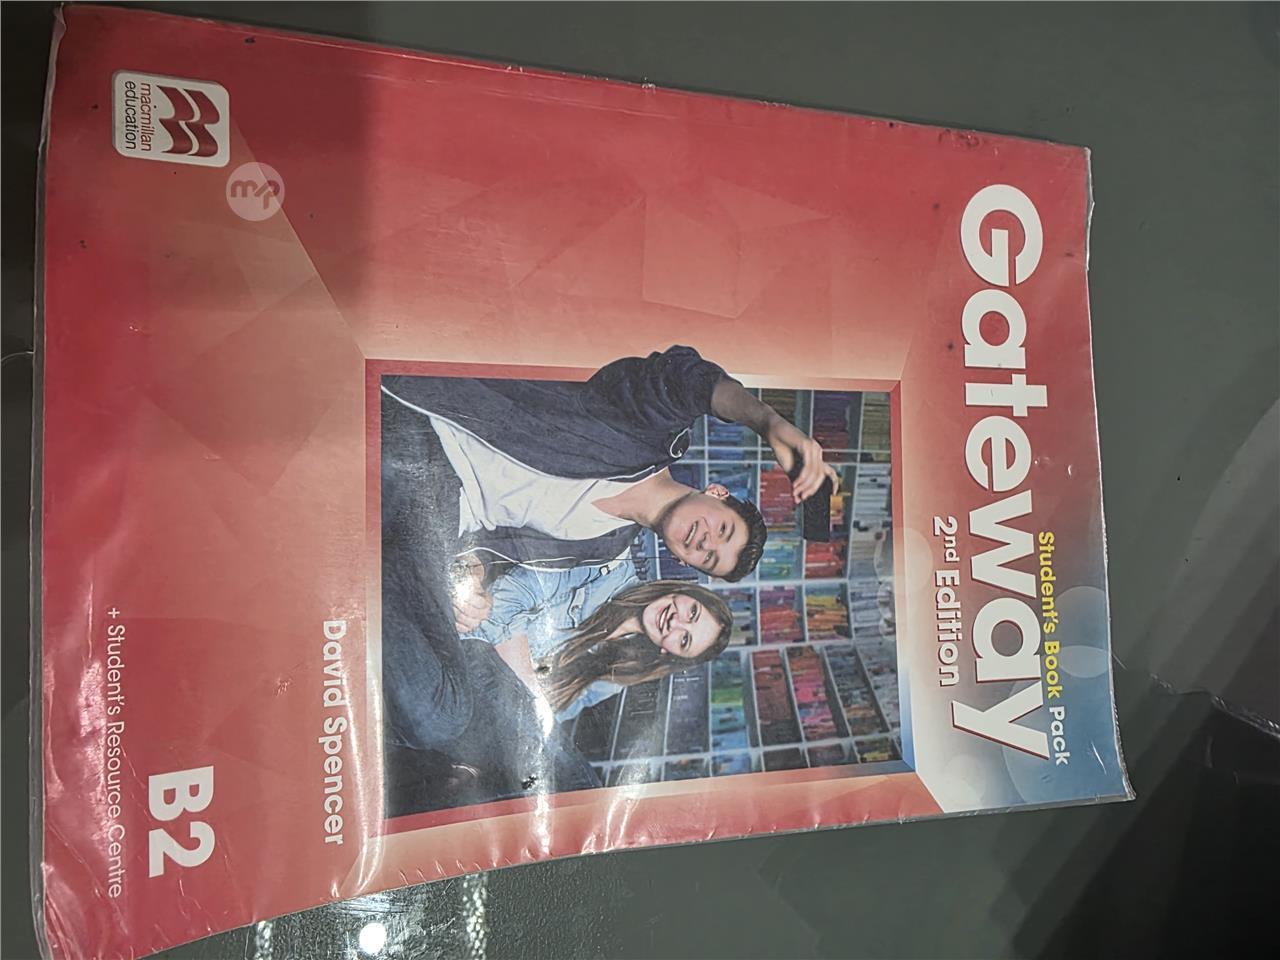 Student's Book Pack
Gateway
2nd Edition
David Spencer
B2
+ Student's Resource Centre
macmillan
education